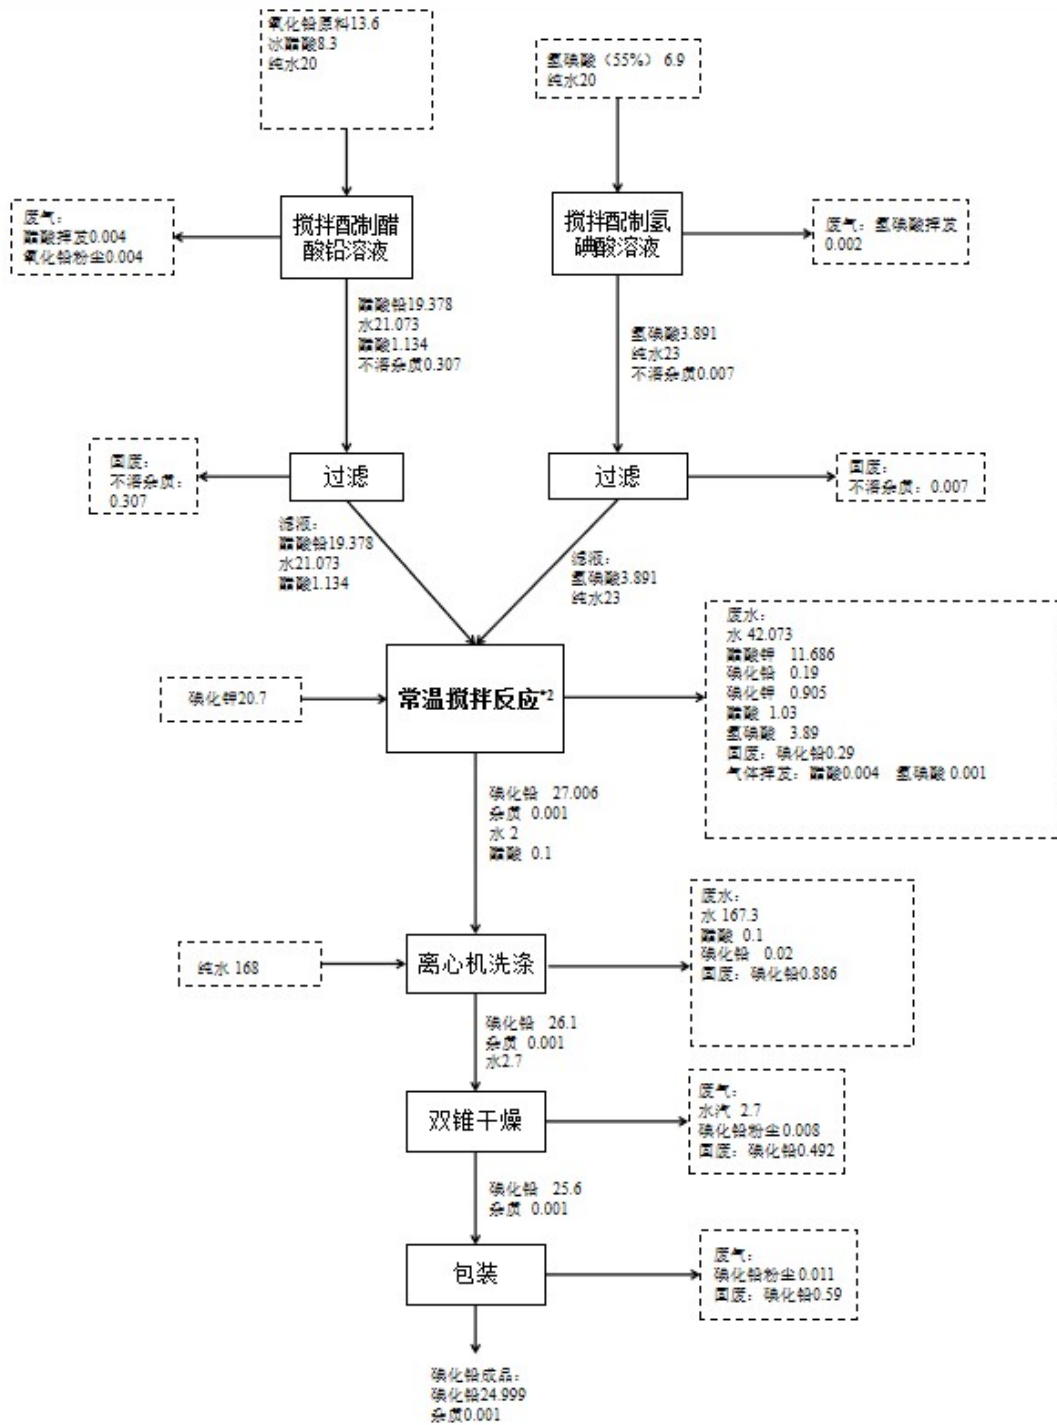 氧化铅原料13.6
冰醋酸8.3
纯水20
氢碘酸（55%） 6.9
纯水20
废气：
醋酸挥发0.004
氧化铅粉尘0.004
搅拌配制醋
酸铅溶液
搅拌配制氢
碘酸溶液
废气：氢碘酸挥发
0.002
醋酸铅19.378
水21.073
醋酸1.134
不溶杂质0.307
氢碘酸3.891
纯水23
不溶杂质0.007
固废：
不溶杂质：
0.307
过滤
过滤
固废：
不溶杂质：0.007
滤液：
醋酸铅19.378
水21.073
醋酸1.134
滤液：
氢碘酸3.891
纯水23
碘化钾20.7
常温搅拌反应*2
废水：
水 42.073
醋酸钾 11.686
碘化铅 0.19
碘化钾 0.905
醋酸 1.03
氢碘酸 3.89
固废：碘化铅0.29
气体挥发：醋酸0.004 氢碘酸 0.001
碘化铅 27.006
杂质 0.001
水 2
醋酸 0.1
纯水 168
离心机洗涤
废水：
水 167.3
醋酸 0.1
碘化铅 0.02
固废：碘化铅0.886
碘化铅 26.1
杂质 0.001
水2.7
双锥干燥
废气：
水汽 2.7
碘化铅粉尘0.008
固废：碘化铅0.492
碘化铅 25.6
杂质 0.001
包装
废气：
碘化铅粉尘0.011
固废：碘化铅0.59
碘化铅成品：
碘化铅24.999
杂质0.001